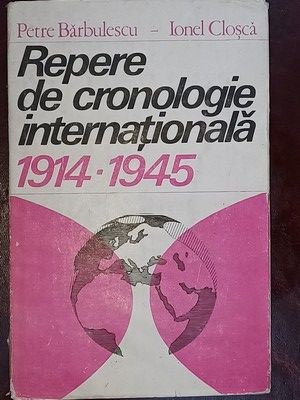 Petre Bărbulescu – Ionel Cloşcă
Repere
de cronologie
internaţională
1914 · 1945